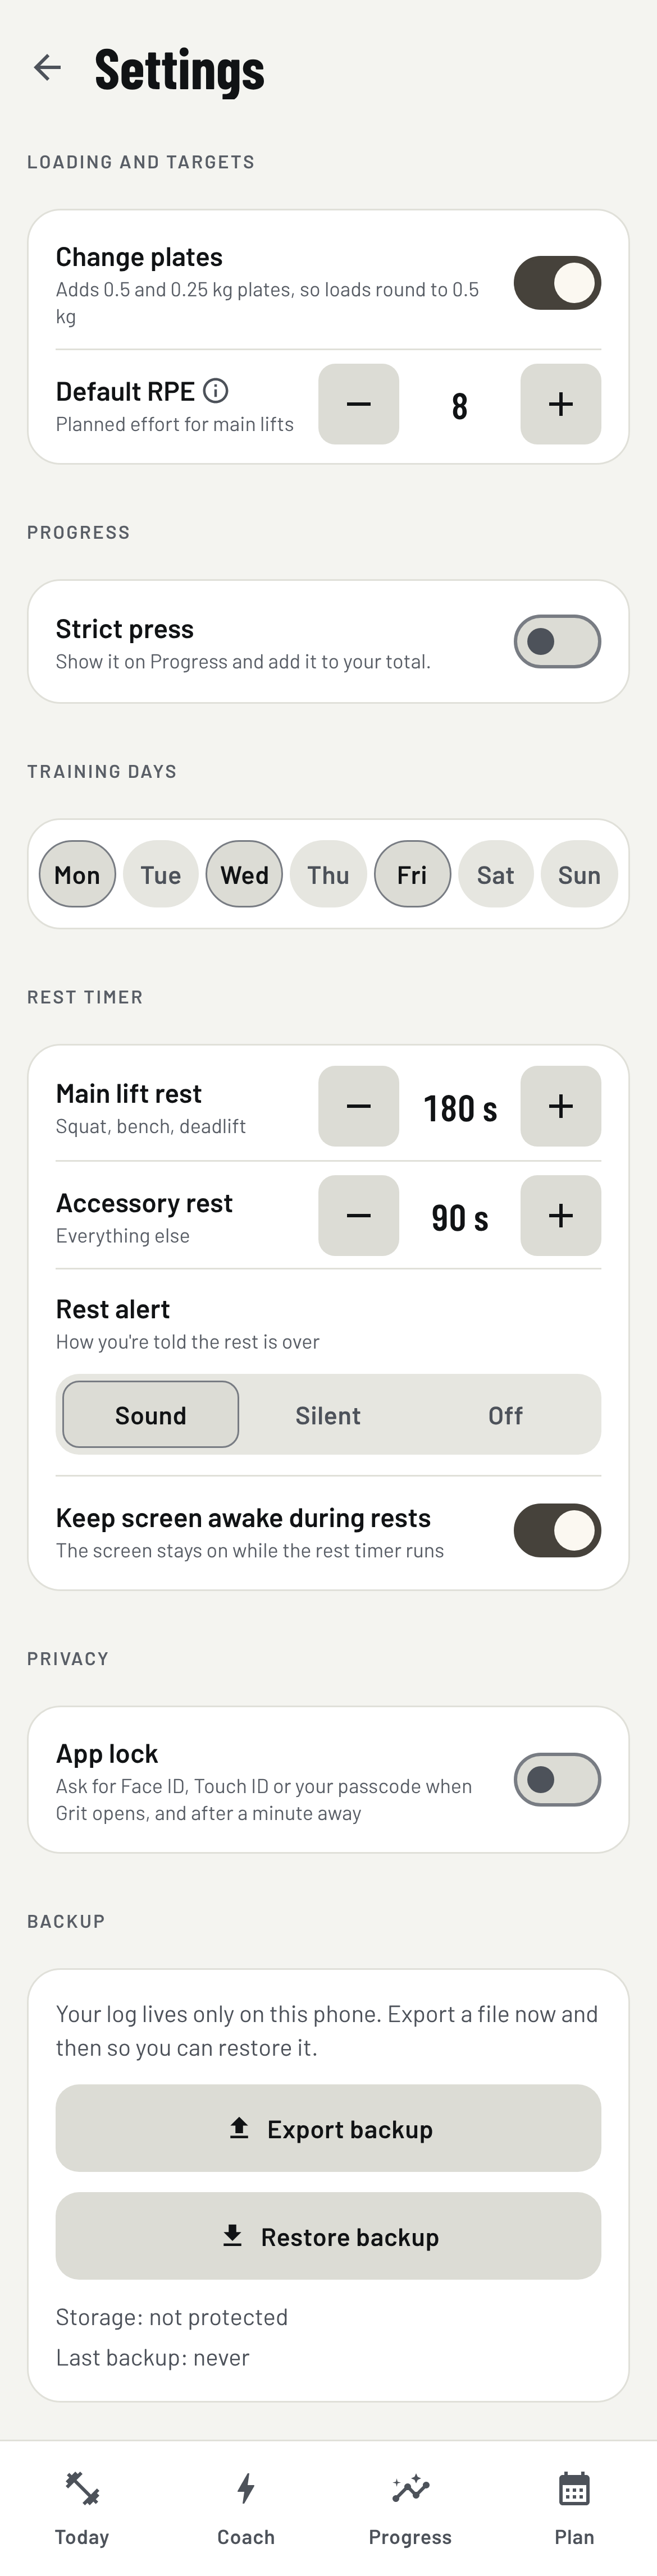 Settings
LOADING AND TARGETS
Change plates
Adds 0.5 and 0.25 kg plates, so loads round to 0.5
kg
Default RPE
Planned effort for main lifts
8
PROGRESS
Strict press
Show it on Progress and add it to your total.
TRAINING DAYS
Mon Tue Wed Thu Fri Sat Sun
REST TIMER
Main lift rest
Squat, bench, deadlift
180 s
Accessory rest
Everything else
90 s
Rest alert
How you're told the rest is over
Sound Silent Off
Keep screen awake during rests
The screen stays on while the rest timer runs
PRIVACY
App lock
Ask for Face ID, Touch ID or your passcode when
Grit opens, and after a minute away
BACKUP
Your log lives only on this phone. Export a file now and
then so you can restore it.
Export backup
Restore backup
Storage: not protected
Last backup: never
Today Coach Progress Plan